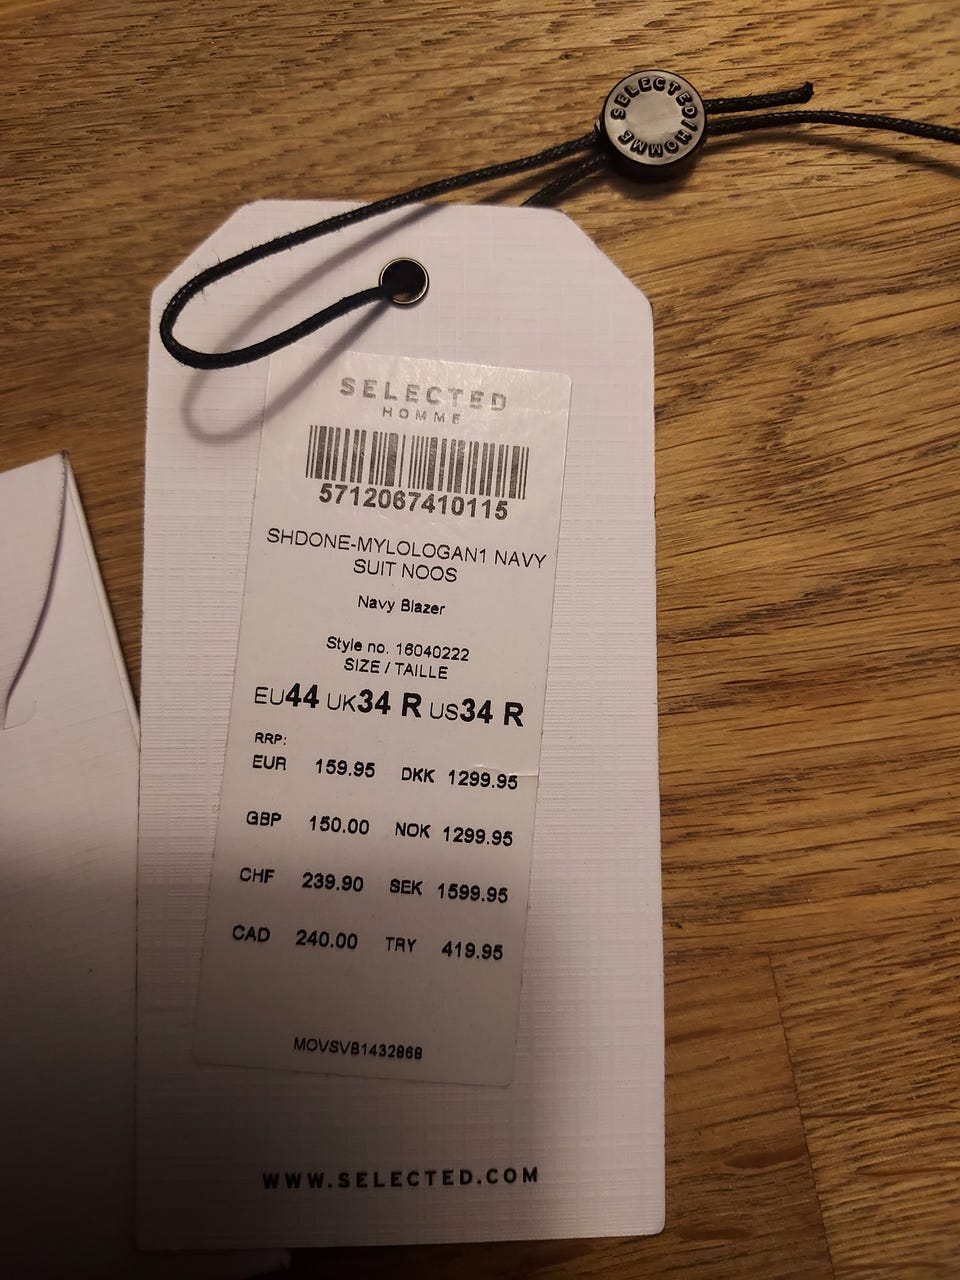 SELECTED/HOMME
SELECTED
HOMME
5712067410115
SHDONE-MYLOLOGAN1 NAVY
SUIT NOOS
Navy Blazer
Style no. 16040222
SIZE / TAILLE
EU44 UK34 R US34 R
RRP:
EUR 159.95 DKK 1299.95
GBP 150.00 NOK 1299.95
CHF 239.90 SEK 1599.95
CAD 240.00 TRY 419.95
MOVSVB1432868
WWW.SELECTED.COM